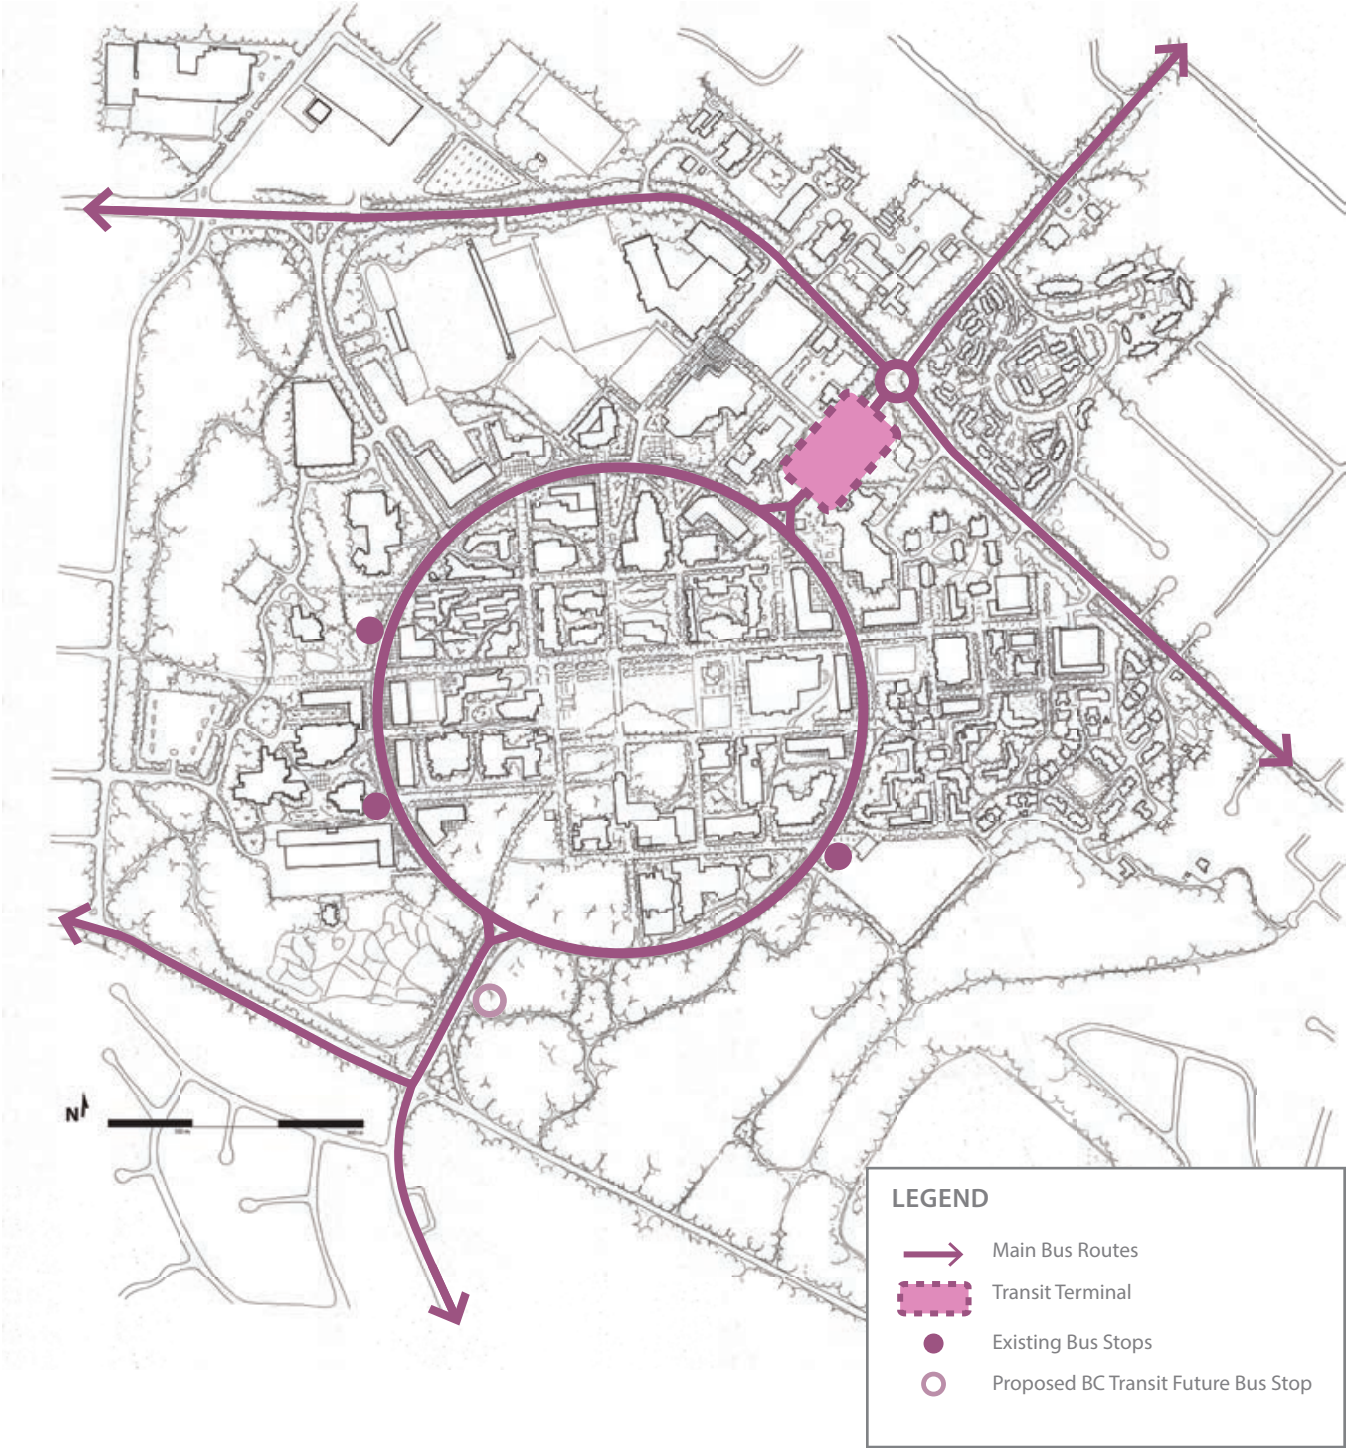 N
LEGEND
Main Bus Routes
Transit Terminal
Existing Bus Stops
Proposed BC Transit Future Bus Stop